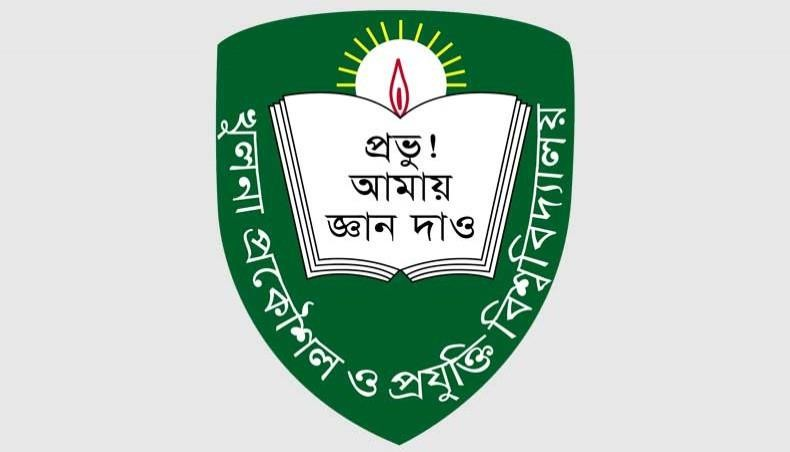 প্রভু!
আমায়
জ্ঞান দাও
খুলনা প্রকৌশল ও প্রযুক্তি বিশ্ববিদ্যালয়